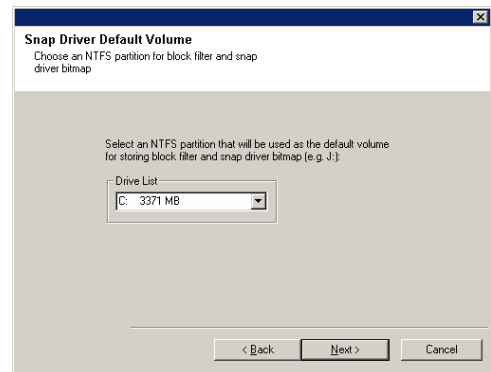 Snap Driver Default Volume
Choose an NTFS partition for block filter and snap
driver bitmap
Select an NTFS partition that will be used as the default volume
for storing block filter and snap driver bitmap (e.g. J:):
Drive List
C: 3371 MB
< Back
Next >
Cancel